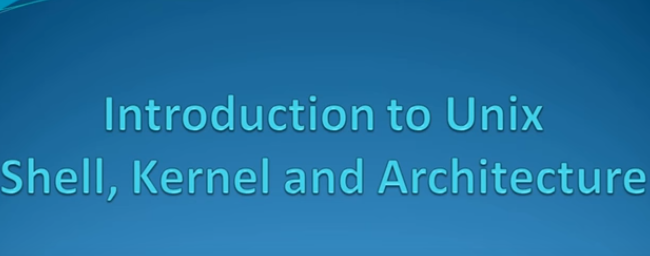 Introduction to Unix
Shell, Kernel and Architecture